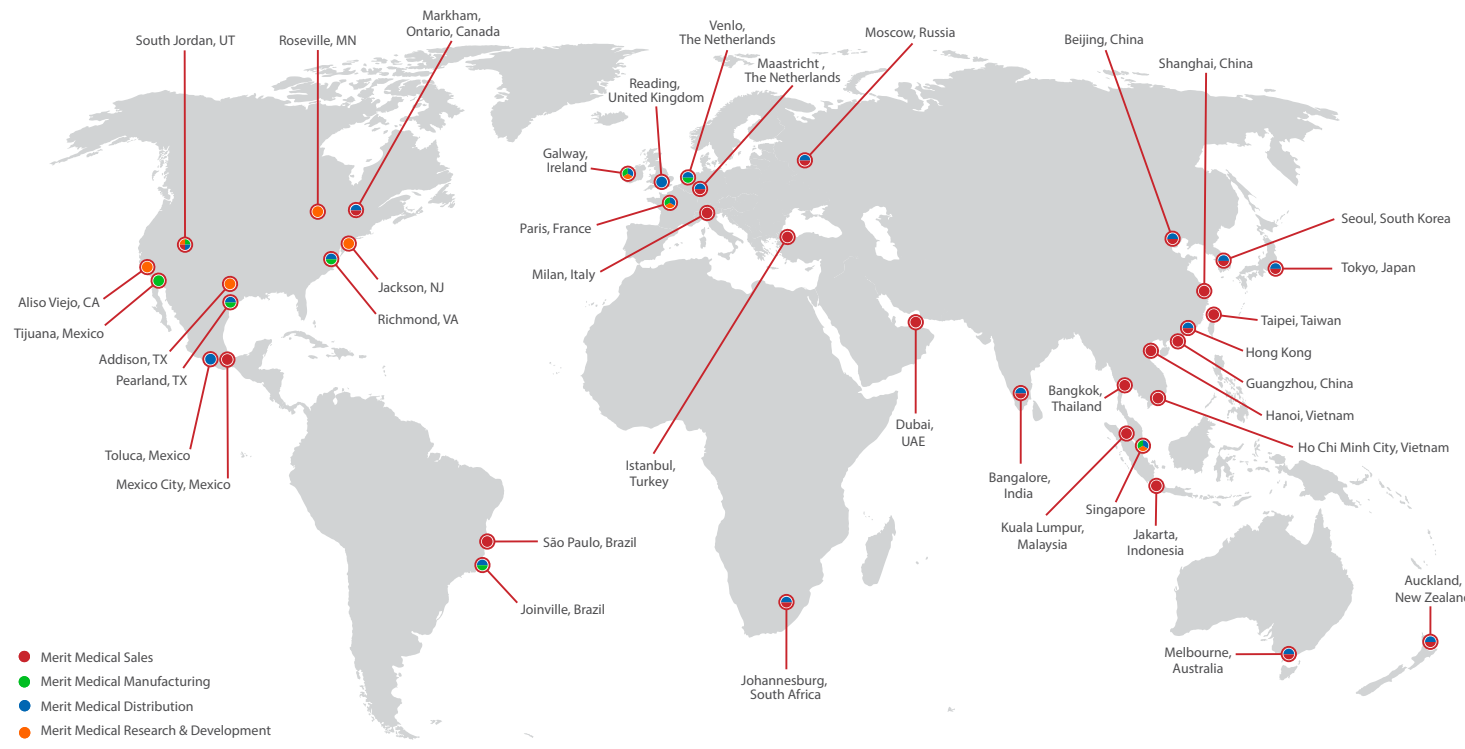 Markham,
Ontario, Canada
South Jordan, UT
Roseville, MN
Venlo,
The Netherlands
Moscow, Russia
Beijing, China
Shanghai, China
Maastricht ,
The Netherlands
Reading,
United Kingdom
Galway,
Ireland
Paris, France
Milan, Italy
Seoul, South Korea
Tokyo, Japan
Taipei, Taiwan
Hong Kong
Guangzhou, China
Hanoi, Vietnam
Ho Chi Minh City, Vietnam
Aliso Viejo, CA
Tijuana, Mexico
Addison, TX
Pearland, TX
Jackson, NJ
Richmond, VA
Toluca, Mexico
Mexico City, Mexico
Istanbul,
Turkey
Dubai,
UAE
Bangkok,
Thailand
Bangalore,
India
Singapore
Kuala Lumpur,
Malaysia
Jakarta,
Indonesia
São Paulo, Brazil
Joinville, Brazil
Johannesburg,
South Africa
Melbourne,
Australia
Auckland,
New Zealand
Merit Medical Sales
Merit Medical Manufacturing
Merit Medical Distribution
Merit Medical Research & Development